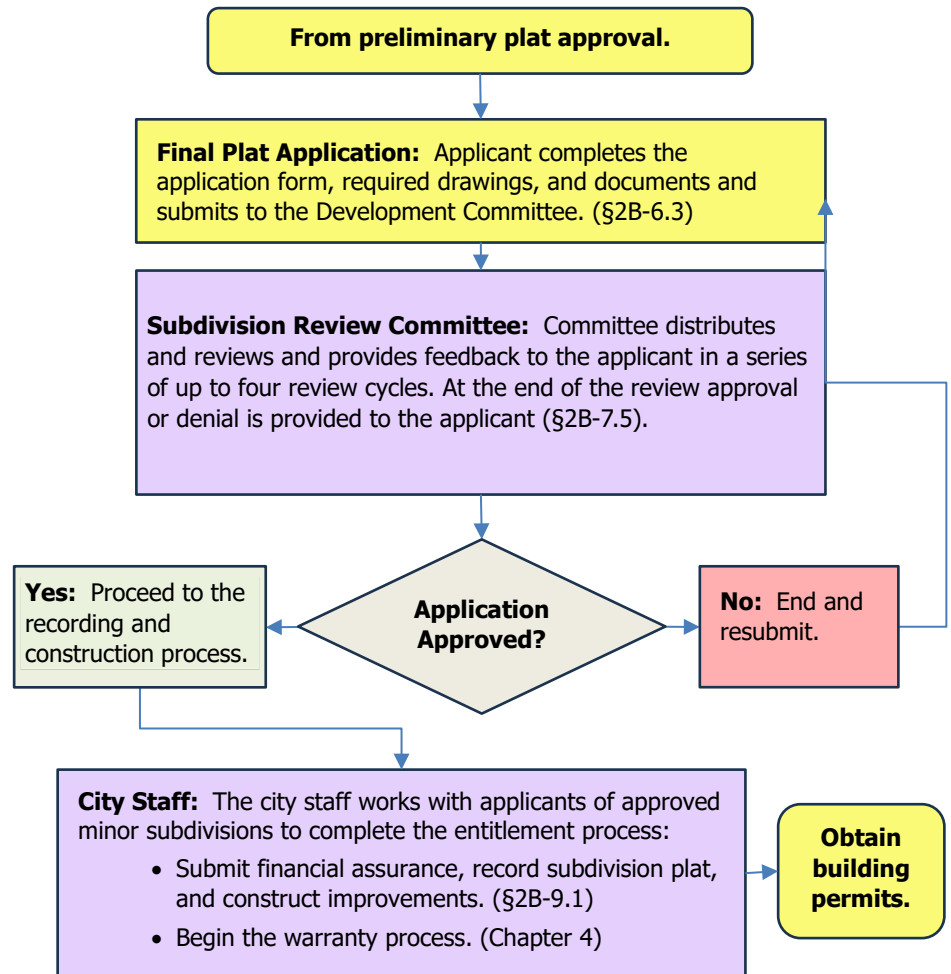 From preliminary plat approval.
Final Plat Application: Applicant completes the
application form, required drawings, and documents and
submits to the Development Committee. (§2B-6.3)
Subdivision Review Committee: Committee distributes
and reviews and provides feedback to the applicant in a series
of up to four review cycles. At the end of the review approval
or denial is provided to the applicant (§2B-7.5).
Application
Approved?
Yes: Proceed to the
recording and
construction process.
No: End and
resubmit.
City Staff: The city staff works with applicants of approved
minor subdivisions to complete the entitlement process:
• Submit financial assurance, record subdivision plat,
and construct improvements. (§2B-9.1)
• Begin the warranty process. (Chapter 4)
Obtain
building
permits.